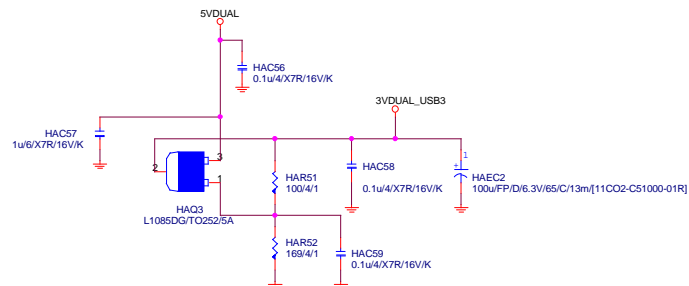 5VDUAL
HAC56
0.1u/4/X7R/16V/K
3VDUAL_USB3
HAC57
1u/6/X7R/16V/K
1
2
3
HAR51
100/4/1
HAC58
0.1u/4/X7R/16V/K
+
HAEC2
100u/FP/D/6.3V/65/C/13m/[11CO2-C51000-01R]
1
HAQ3
L1085DG/TO252/5A
HAR52
169/4/1
HAC59
0.1u/4/X7R/16V/K